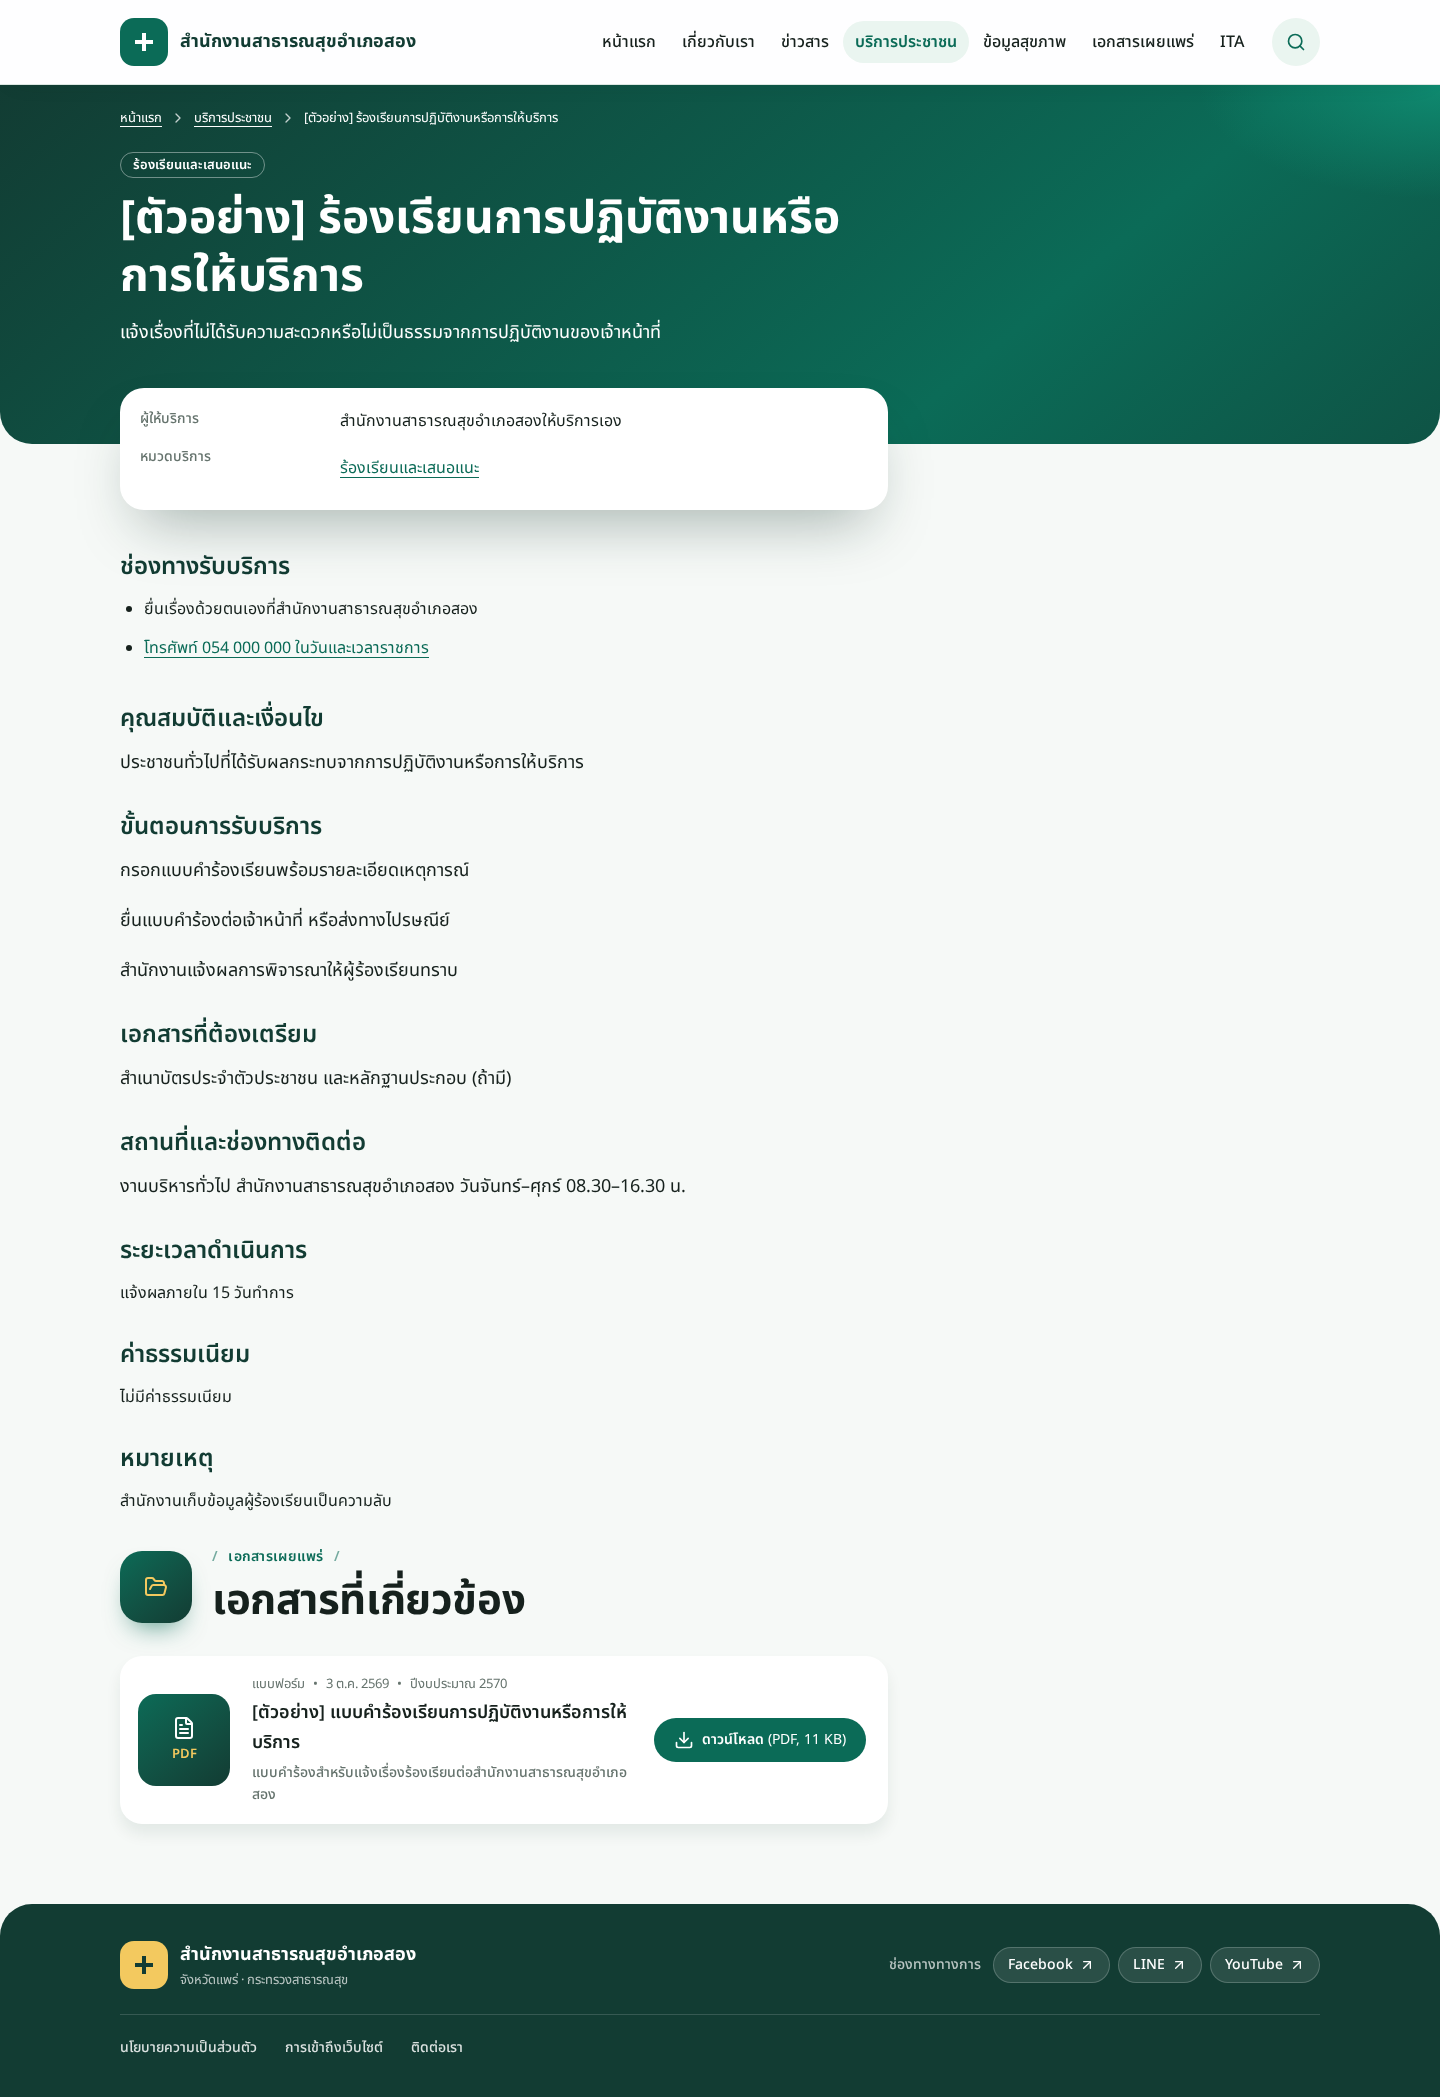 สำนักงานสาธารณสุขอำเภอสอง
หน้าแรก เกี่ยวกับเรา ข่าวสาร บริการประชาชน ข้อมูลสุขภาพ เอกสารเผยแพร่ ITA
หน้าแรก > บริการประชาชน > [ตัวอย่าง] ร้องเรียนการปฏิบัติงานหรือการให้บริการ
ร้องเรียนและเสนอแนะ
[ตัวอย่าง] ร้องเรียนการปฏิบัติงานหรือ
การให้บริการ
แจ้งเรื่องที่ไม่ได้รับความสะดวกหรือไม่เป็นธรรมจากการปฏิบัติงานของเจ้าหน้าที่
ผู้ให้บริการ สำนักงานสาธารณสุขอำเภอสองให้บริการเอง
หมวดบริการ ร้องเรียนและเสนอแนะ
ช่องทางรับบริการ
• ยื่นเรื่องด้วยตนเองที่สำนักงานสาธารณสุขอำเภอสอง
• โทรศัพท์ 054 000 000 ในวันและเวลาราชการ
คุณสมบัติและเงื่อนไข
ประชาชนทั่วไปที่ได้รับผลกระทบจากการปฏิบัติงานหรือการให้บริการ
ขั้นตอนการรับบริการ
กรอกแบบคำร้องเรียนพร้อมรายละเอียดเหตุการณ์
ยื่นแบบคำร้องต่อเจ้าหน้าที่ หรือส่งทางไปรษณีย์
สำนักงานแจ้งผลการพิจารณาให้ผู้ร้องเรียนทราบ
เอกสารที่ต้องเตรียม
สำเนาบัตรประจำตัวประชาชน และหลักฐานประกอบ (ถ้ามี)
สถานที่และช่องทางติดต่อ
งานบริหารทั่วไป สำนักงานสาธารณสุขอำเภอสอง วันจันทร์–ศุกร์ 08.30–16.30 น.
ระยะเวลาดำเนินการ
แจ้งผลภายใน 15 วันทำการ
ค่าธรรมเนียม
ไม่มีค่าธรรมเนียม
หมายเหตุ
สำนักงานเก็บข้อมูลผู้ร้องเรียนเป็นความลับ
/ เอกสารเผยแพร่ /
เอกสารที่เกี่ยวข้อง
แบบฟอร์ม • 3 ต.ค. 2569 • ปีงบประมาณ 2570
[ตัวอย่าง] แบบคำร้องเรียนการปฏิบัติงานหรือการให้
บริการ
แบบคำร้องสำหรับแจ้งเรื่องร้องเรียนต่อสำนักงานสาธารณสุขอำเภอ
สอง
PDF
ดาวน์โหลด (PDF, 11 KB)
สำนักงานสาธารณสุขอำเภอสอง
จังหวัดแพร่ · กระทรวงสาธารณสุข
ช่องทางทางการ Facebook LINE YouTube
นโยบายความเป็นส่วนตัว การเข้าถึงเว็บไซต์ ติดต่อเรา